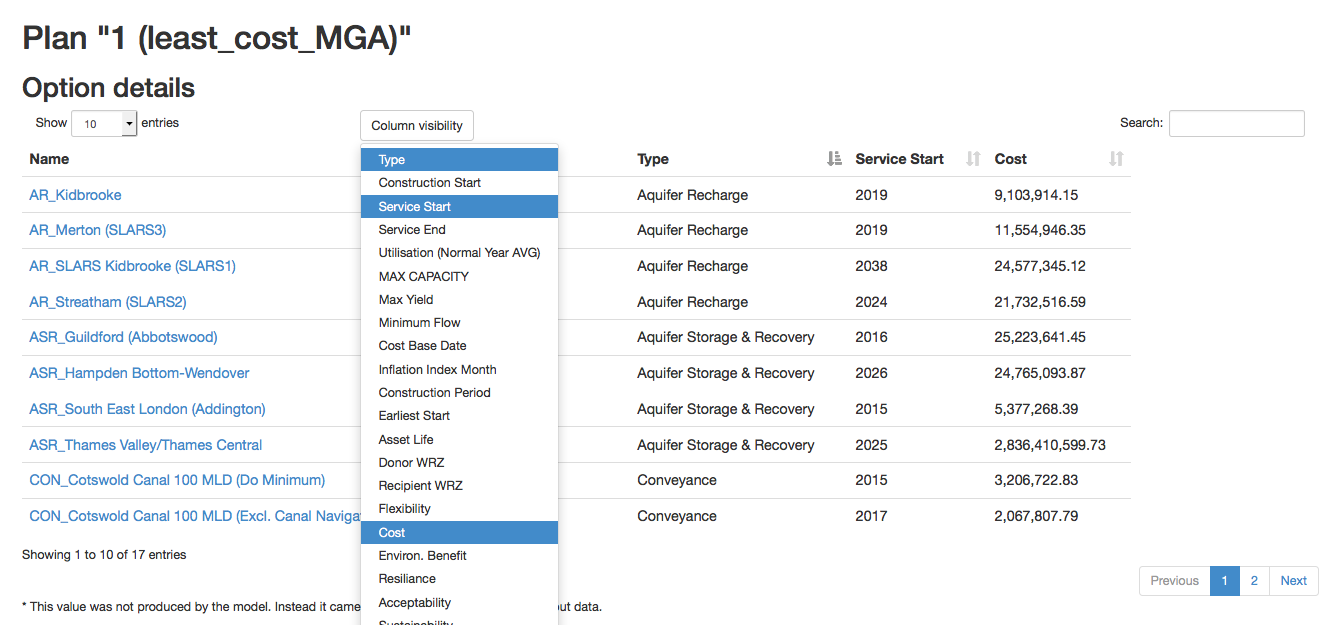 Plan "1 (least_cost_MGA)"
Option details
Show 10 entries
Column visibility
Search:
Name Type Service Start Cost
AR_Kidbrooke Aquifer Recharge 2019 9,103,914.15
AR_Merton (SLARS3) Aquifer Recharge 2019 11,554,946.35
AR_SLARS Kidbrooke (SLARS1) Aquifer Recharge 2038 24,577,345.12
AR_Streatham (SLARS2) Aquifer Recharge 2024 21,732,516.59
ASR_Guildford (Abbotswood) Aquifer Storage & Recovery 2016 25,223,641.45
ASR_Hampden Bottom-Wendover Aquifer Storage & Recovery 2026 24,765,093.87
ASR_South East London (Addington) Aquifer Storage & Recovery 2015 5,377,268.39
ASR_Thames Valley/Thames Central Aquifer Storage & Recovery 2025 2,836,410,599.73
CON_Cotswold Canal 100 MLD (Do Minimum) Conveyance 2015 3,206,722.83
CON_Cotswold Canal 100 MLD (Excl. Canal Naviga Conveyance 2017 2,067,807.79
Type
Construction Start
Service Start
Service End
Utilisation (Normal Year AVG)
MAX CAPACITY
Max Yield
Minimum Flow
Cost Base Date
Inflation Index Month
Construction Period
Earliest Start
Asset Life
Donor WRZ
Recipient WRZ
Flexibility
Cost
Environ. Benefit
Resiliance
Acceptability
Sustainability
Showing 1 to 10 of 17 entries
Previous 1 2 Next
* This value was not produced by the model. Instead it came ut data.